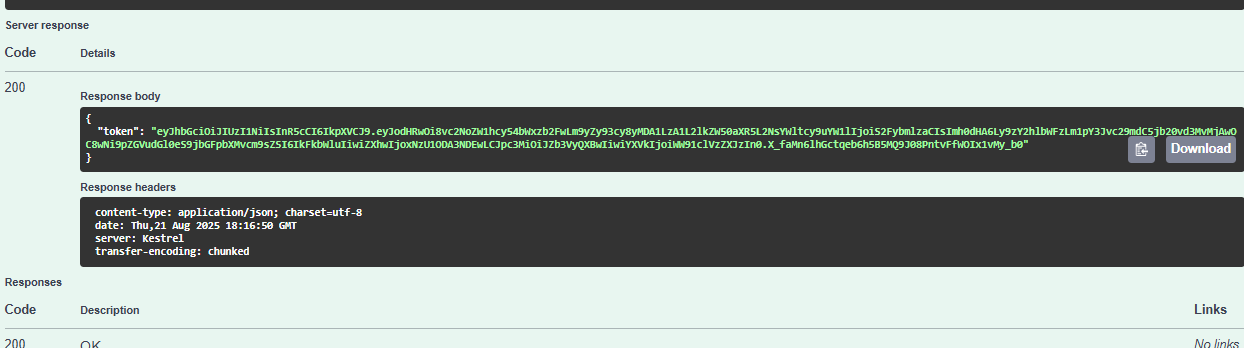 Server response
Code Details
200
Response body
{
"token": "eyJhbGciOiJIUzI1NiIsInR5cCI6IkpXVCJ9.eyJodHRwOi8vc2NoZW1hcy54bWxzb2FwLm9yZy93cy8yMDA1LzA1L2lkZW50aXR5L2NsYWltcy9uYW1lIjoiS2FybmlzaCIsImh0dHA6Ly9zY2hlbWFzLm1pY3Jvc29mdC5jb20vd3MvMjAwO
C8wNi9pZGVudGl0eS9jbGFpbXMvcm9sZSI6IkFkbWluIiwiZXhwIjoxNzU1ODA3NDEwLCJpc3MiOiJZb3VyQXBwIiwiYXVkIjoiWW91clVzZXJzIn0.X_faMn6lhGctqeb6h5B5MQ9J08PntvFfWOIx1vMy_b0"
}
Download
Response headers
content-type: application/json; charset=utf-8
date: Thu,21 Aug 2025 18:16:50 GMT
server: Kestrel
transfer-encoding: chunked
Responses
Code Description Links
200 OK No links